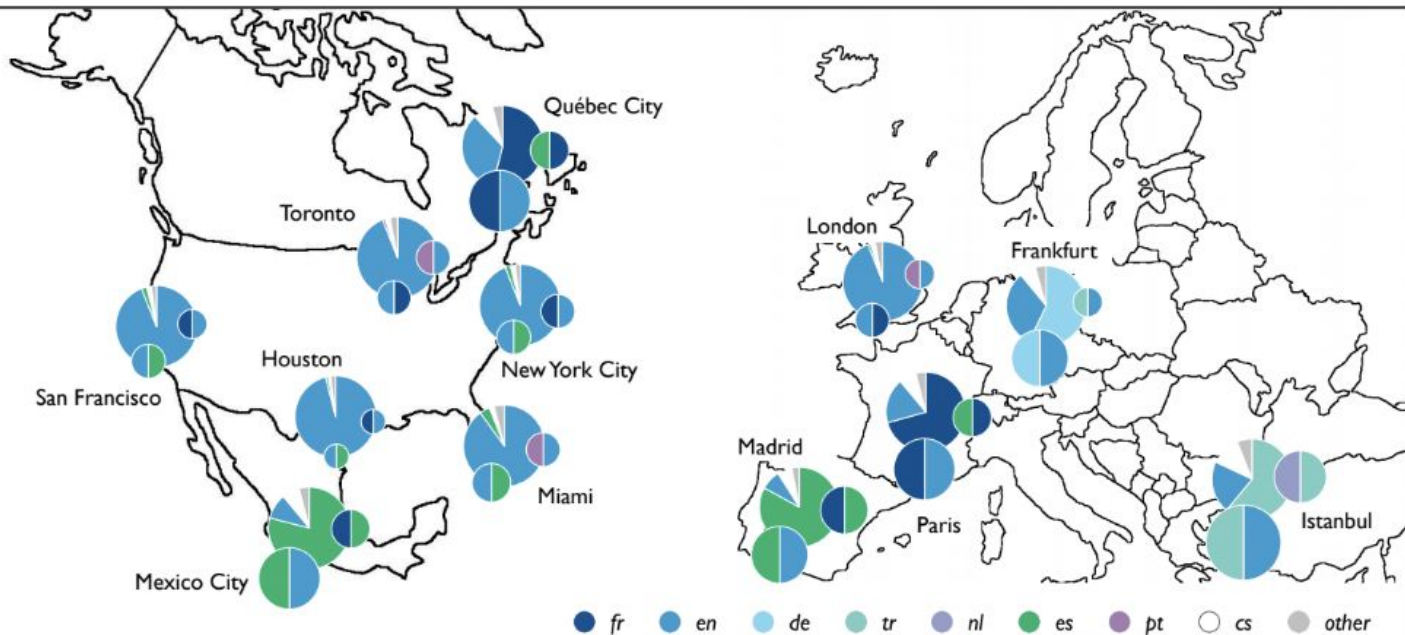 Québec City
Toronto
London
Frankfurt
Houston
New York City
San Francisco
Madrid
Miami
Paris
Istanbul
Mexico City
fr en de tr nl es pt cs other